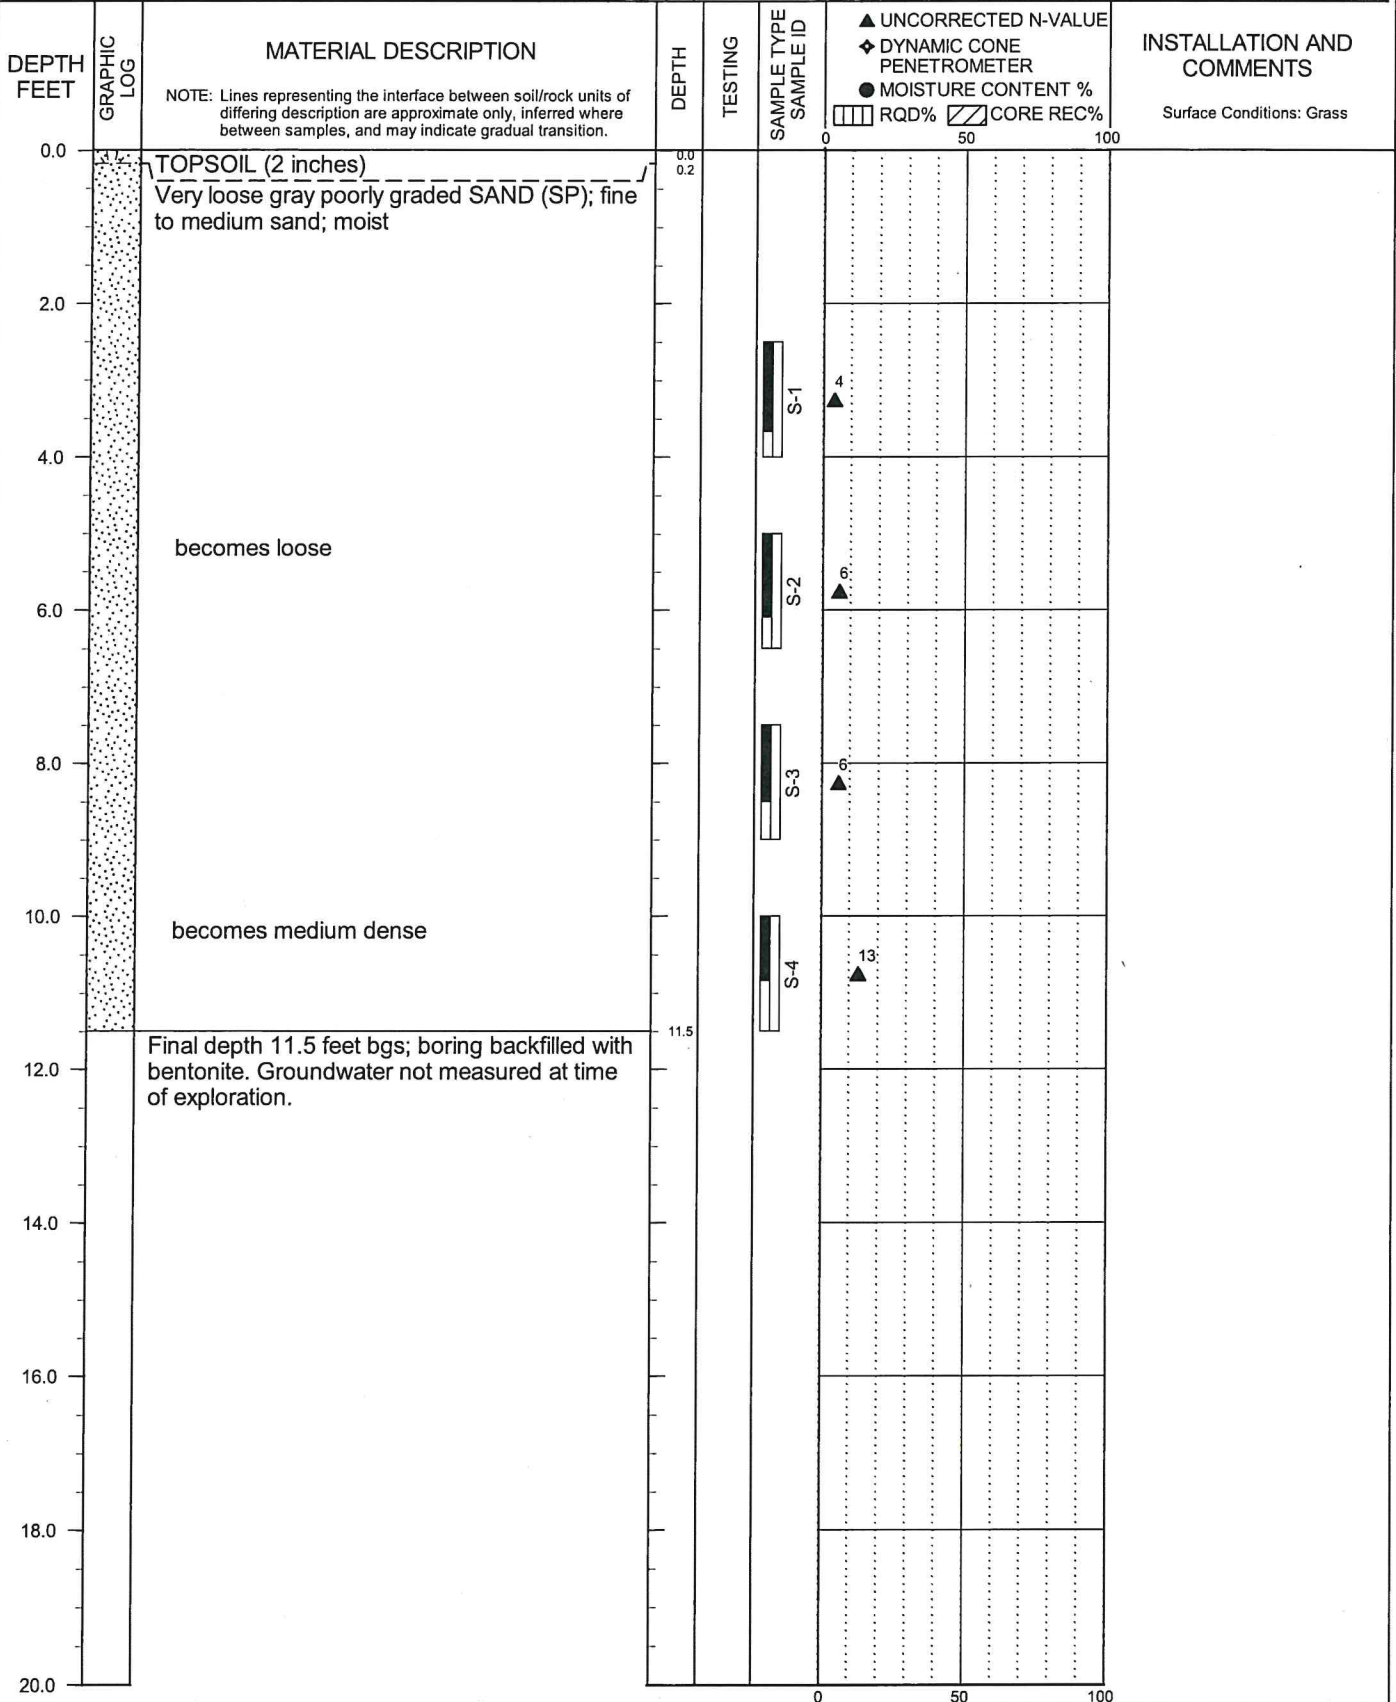 DEPTH
FEET
GRAPHIC
LOG
MATERIAL DESCRIPTION
NOTE: Lines representing the interface between soil/rock units of
differing description are approximate only, inferred where
between samples, and may indicate gradual transition.
DEPTH
TESTING
SAMPLE TYPE
SAMPLE ID
▲ UNCORRECTED N-VALUE
DYNAMIC CONE
PENETROMETER
● MOISTURE CONTENT %
RQD% CORE REC%
0 50 100
INSTALLATION AND
COMMENTS
Surface Conditions: Grass
0.0
TOPSOIL (2 inches)
0.0
0.2
Very loose gray poorly graded SAND (SP); fine
to medium sand; moist
2.0
S-1
4
4.0
becomes loose
S-2
6
6.0
8.0
S-3
6
10.0
becomes medium dense
S-4
13
11.5
Final depth 11.5 feet bgs; boring backfilled with
bentonite. Groundwater not measured at time
of exploration.
12.0
14.0
16.0
18.0
20.0
0 50 100